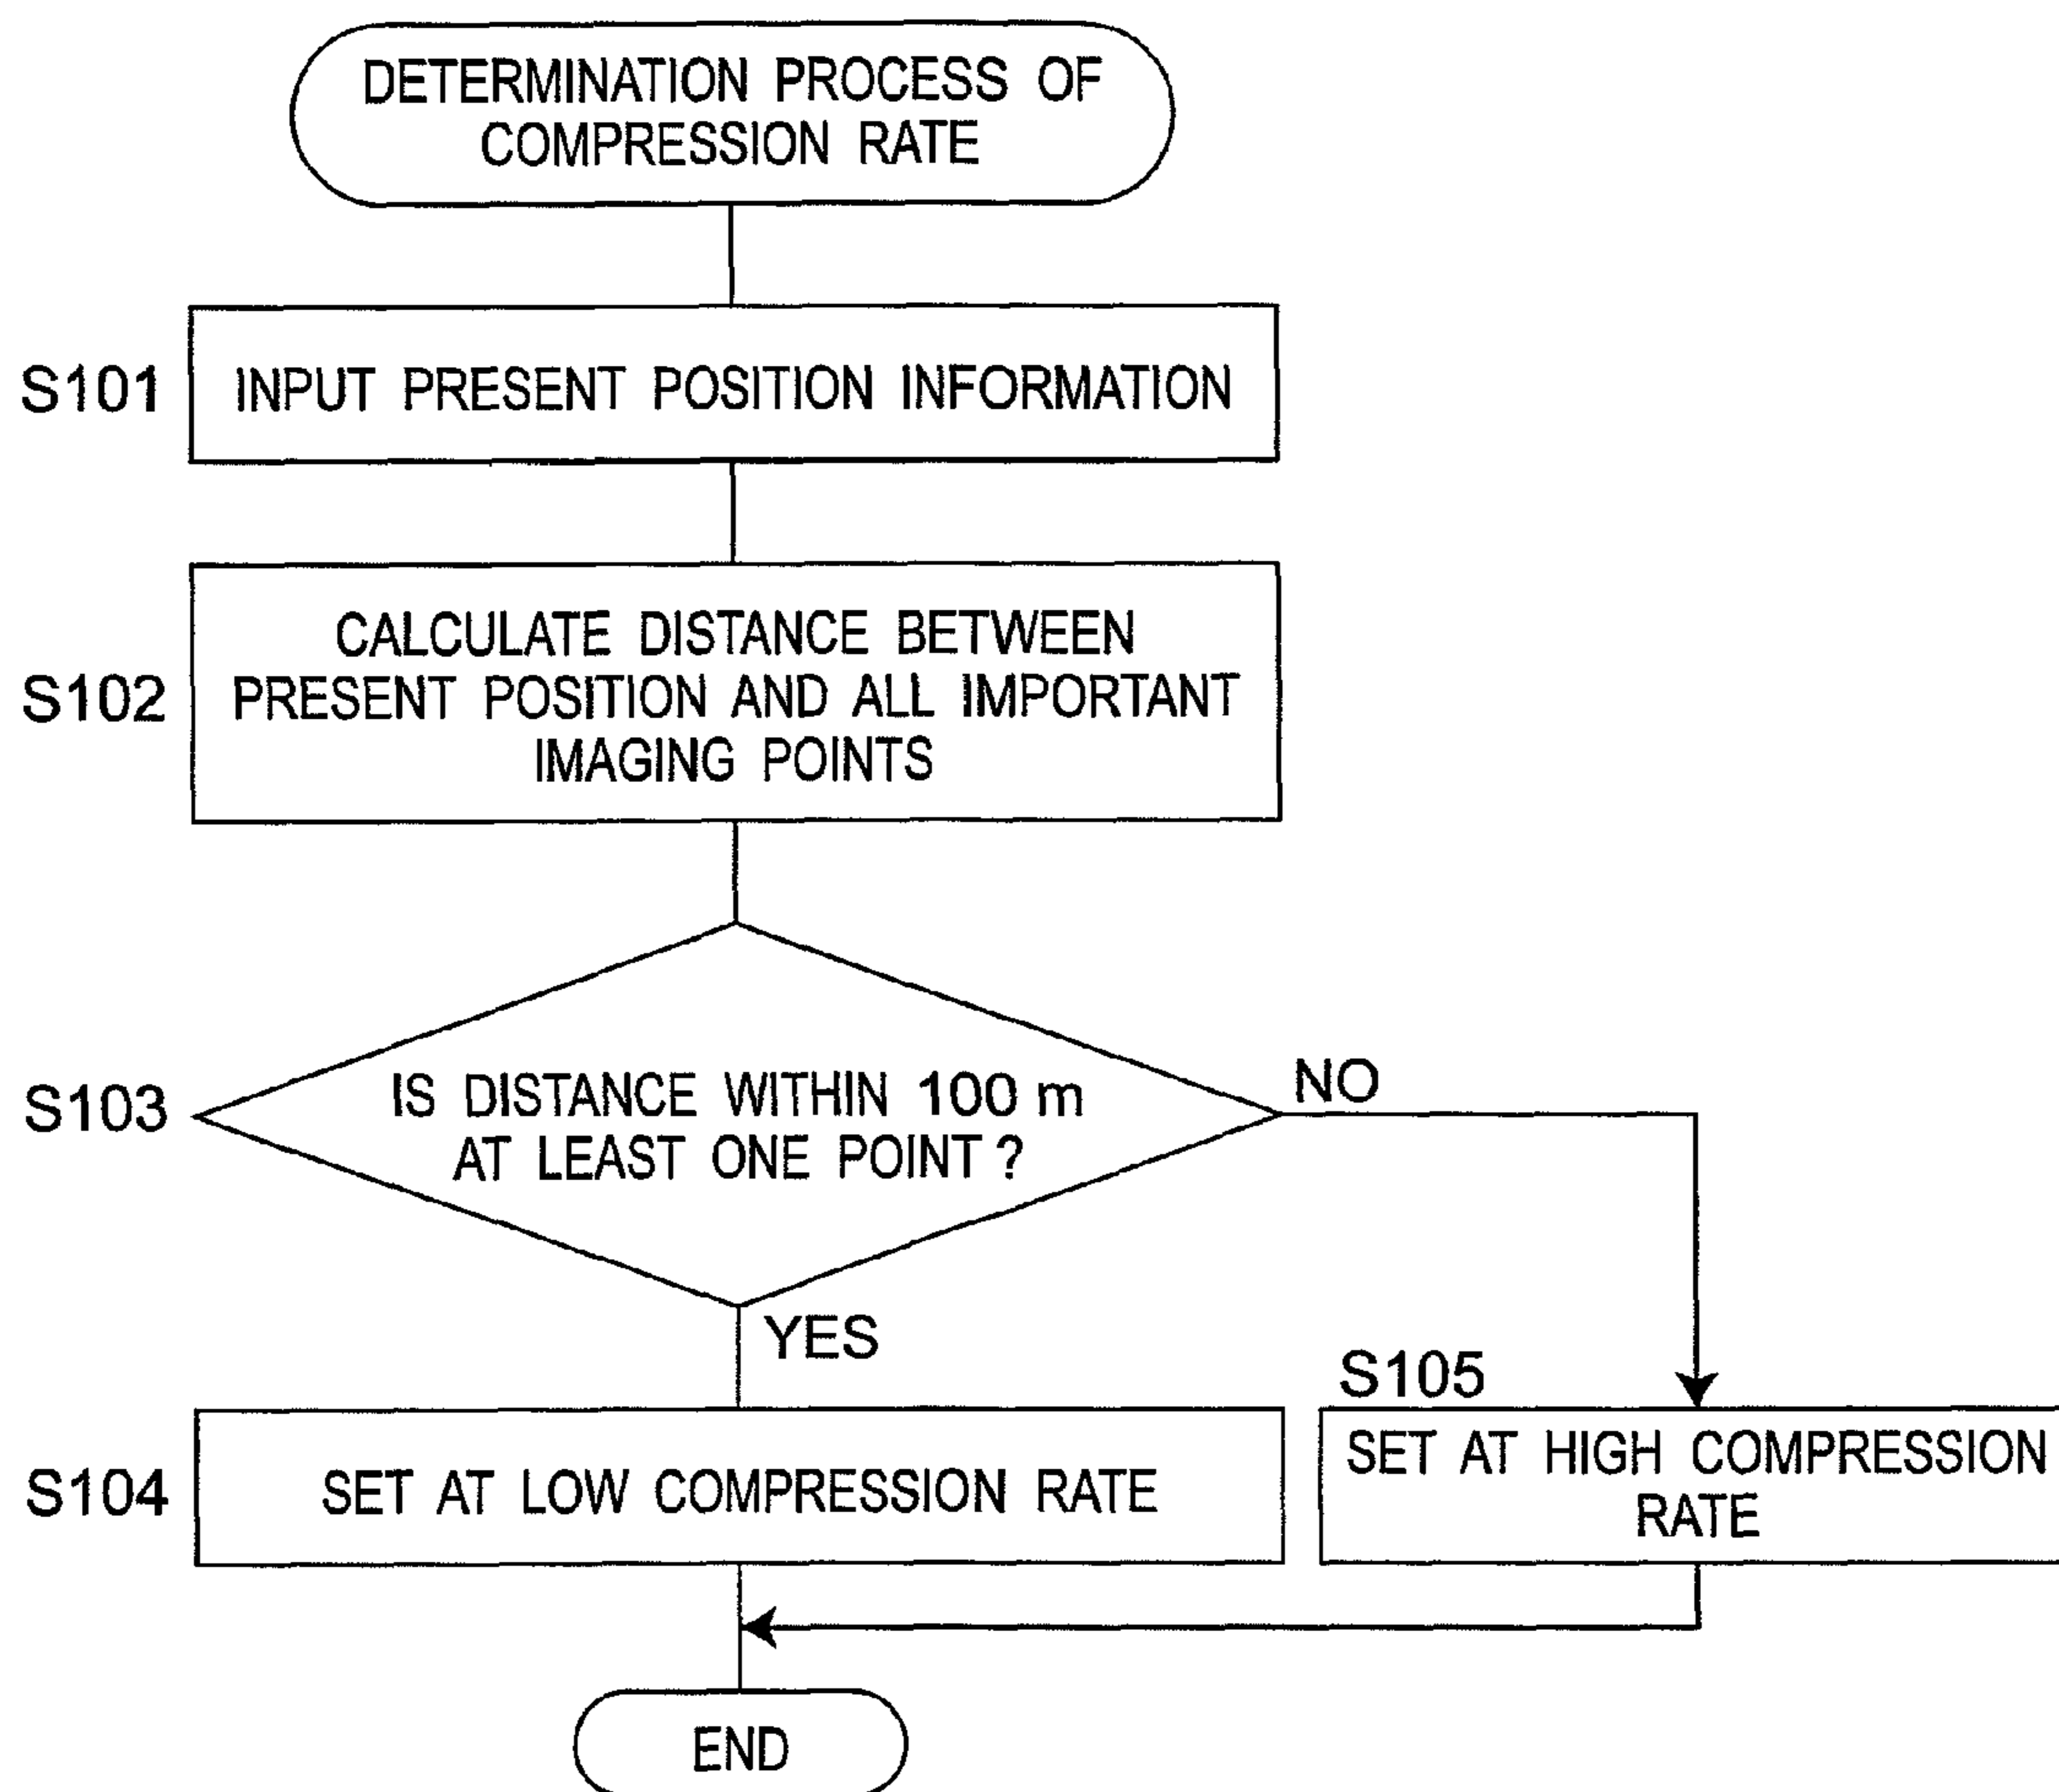 DETERMINATION PROCESS OF
COMPRESSION RATE
S101
INPUT PRESENT POSITION INFORMATION
S102
CALCULATE DISTANCE BETWEEN
PRESENT POSITION AND ALL IMPORTANT
IMAGING POINTS
S103
IS DISTANCE WITHIN 100 m
AT LEAST ONE POINT ?
NO
YES
S104
SET AT LOW COMPRESSION RATE
S105
SET AT HIGH COMPRESSION
RATE
END